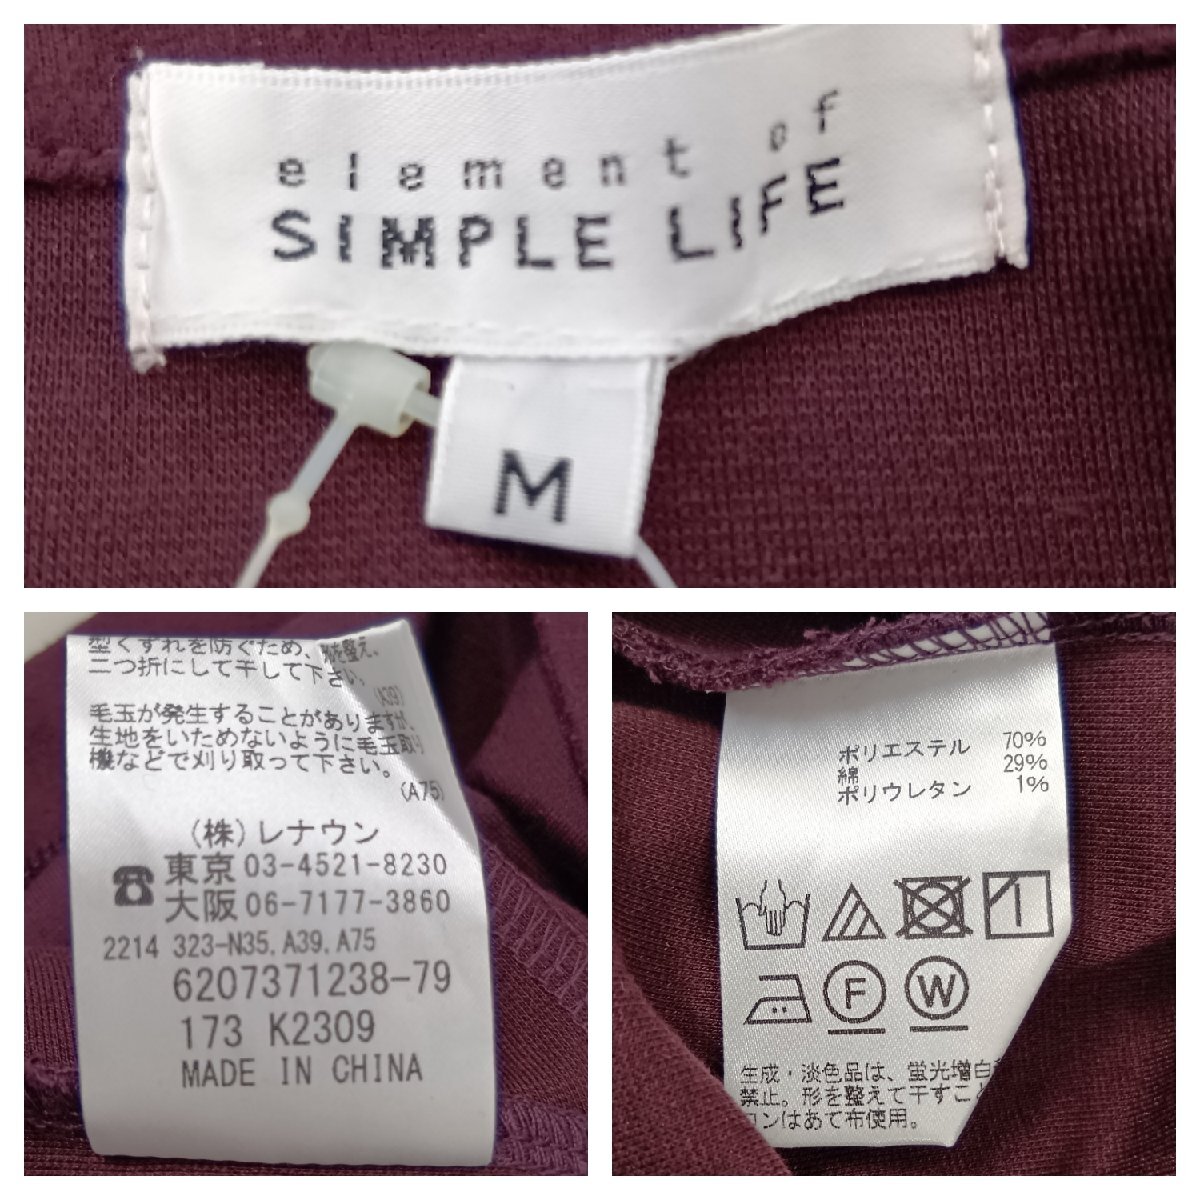 element of
SIMPLE LIFE
M
型くずれを防ぐため、形を整え、
二つ折にして干して下さい。
(A39)
毛玉が発生することがありますが、
生地をいためないように毛玉取り
機などで刈り取って下さい。
(A75)
(株)レナウン
☎ 東京 03-4521-8230
大阪 06-7177-3860
2214 323-N35.A39.A75
6207371238-79
173 K2309
MADE IN CHINA
ポリエステル 70%
綿 29%
ポリウレタン 1%
F W
生成・淡色品は、蛍光増白
禁止。形を整えて干すこ
ロンはあて布使用。